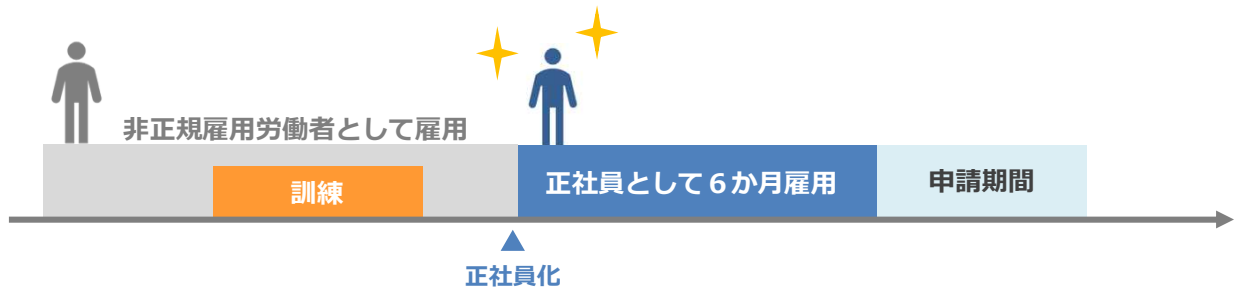 非正規雇用労働者として雇用
訓練
正社員として６か月雇用
申請期間
正社員化